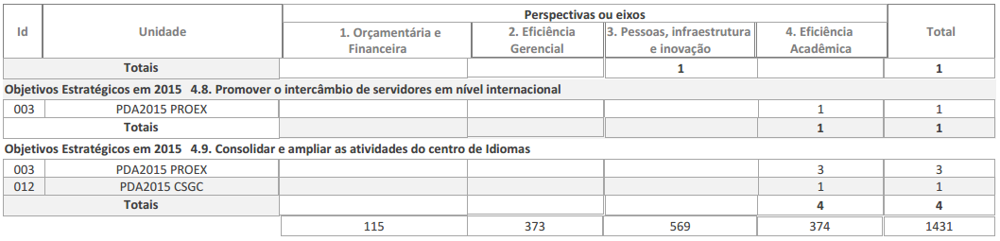 Perspectivas ou eixos
Id Unidade 1. Orçamentária e Financeira 2. Eficiência Gerencial 3. Pessoas, infraestrutura e inovação 4. Eficiência Acadêmica Total
Totais 1 1
Objetivos Estratégicos em 2015 4.8. Promover o intercâmbio de servidores em nível internacional
003 PDA2015 PROEX 1 1
Totais 1 1
Objetivos Estratégicos em 2015 4.9. Consolidar e ampliar as atividades do centro de Idiomas
003 PDA2015 PROEX 3 3
012 PDA2015 CSGC 1 1
Totais 4 4
115 373 569 374 1431